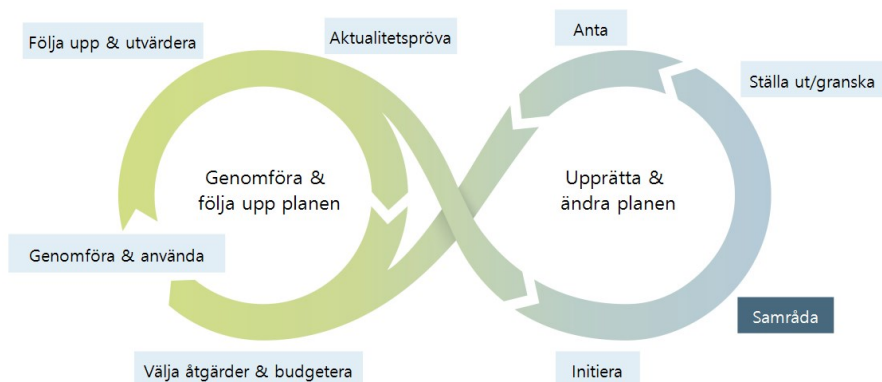 Följa upp & utvärdera
Aktualitetspröva
Anta
Ställa ut/granska
Genomföra &
följa upp planen
Upprätta &
ändra planen
Genomföra & använda
Samråda
Välja åtgärder & budgetera
Initiera